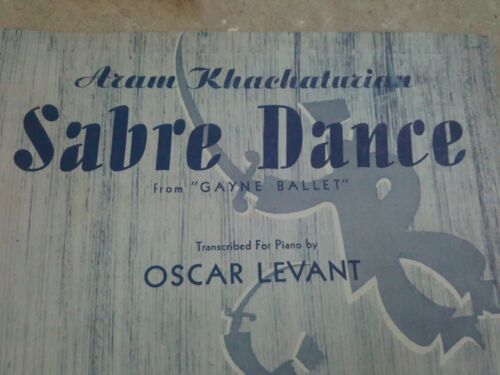 Aram Khachaturian
Sabre Dance
from "GAYNE BALLET"
Transcribed For Piano by
OSCAR LEVANT